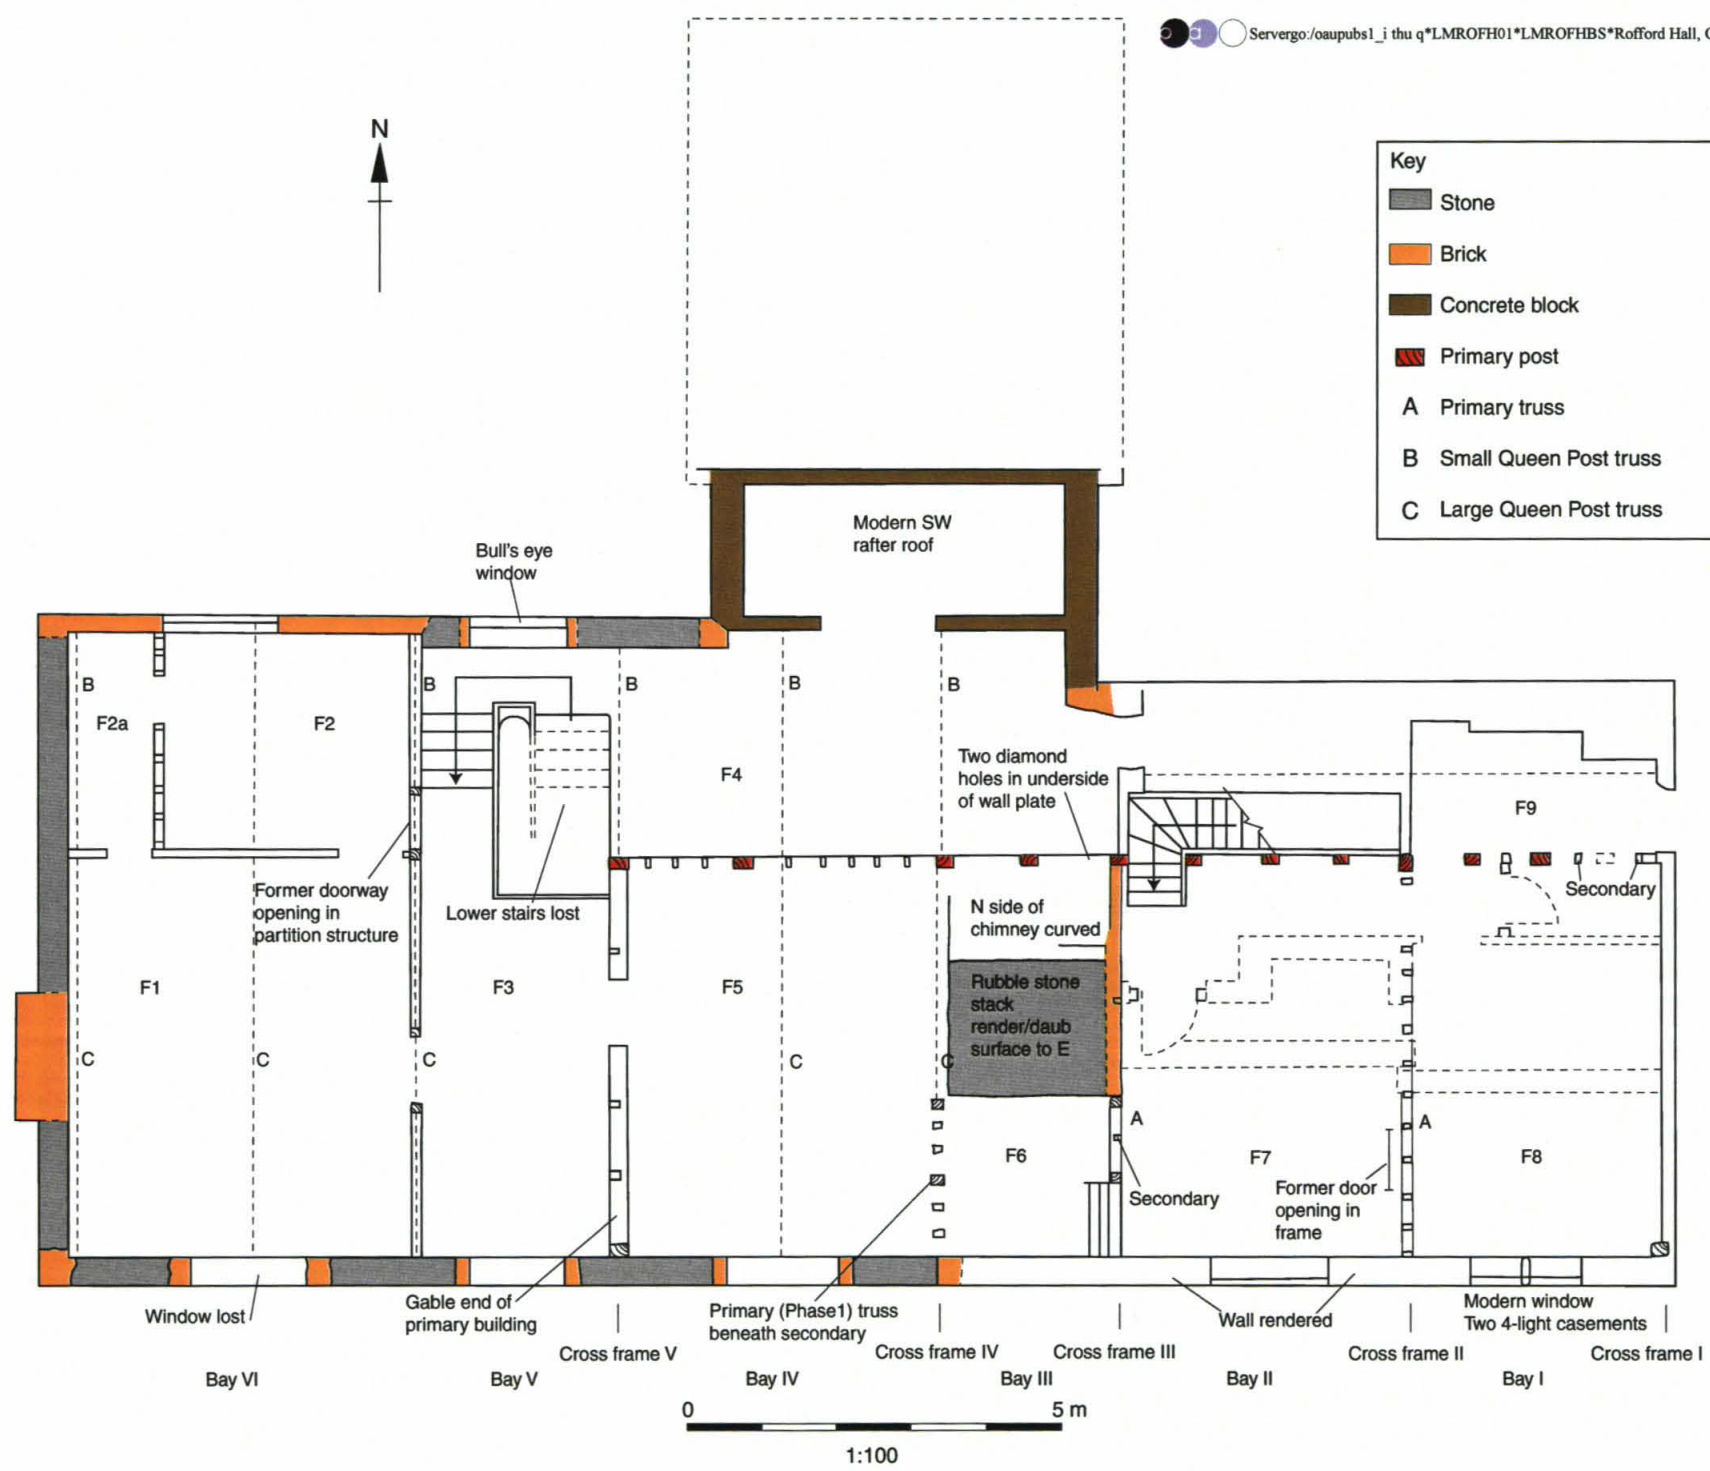 o a Servergo:/oaupubs1_i thu q*LMROFH01*LMROFHBS*Rofford Hall,
N
Key
Stone
Brick
Concrete block
Primary post
A Primary truss
B Small Queen Post truss
C Large Queen Post truss
Modern SW
rafter roof
Bull's eye
window
B
B
B
B
B
F2a
F2
F4
Two diamond
holes in underside
of wall plate
F9
Former doorway
opening in
partition structure
Lower stairs lost
N side of
chimney curved
Secondary
F1
F3
F5
Rubble stone
stack
render/daub
surface to E
C
C
C
C
C
A
A
F6
F7
F8
Secondary
Former door
opening in
frame
Window lost
Gable end of
primary building
Primary (Phase1) truss
beneath secondary
Wall rendered
Modern window
Two 4-light casements
Cross frame V
Cross frame IV
Cross frame III
Cross frame II
Cross frame I
Bay VI
Bay V
Bay IV
Bay III
Bay II
Bay I
0
5 m
1:100